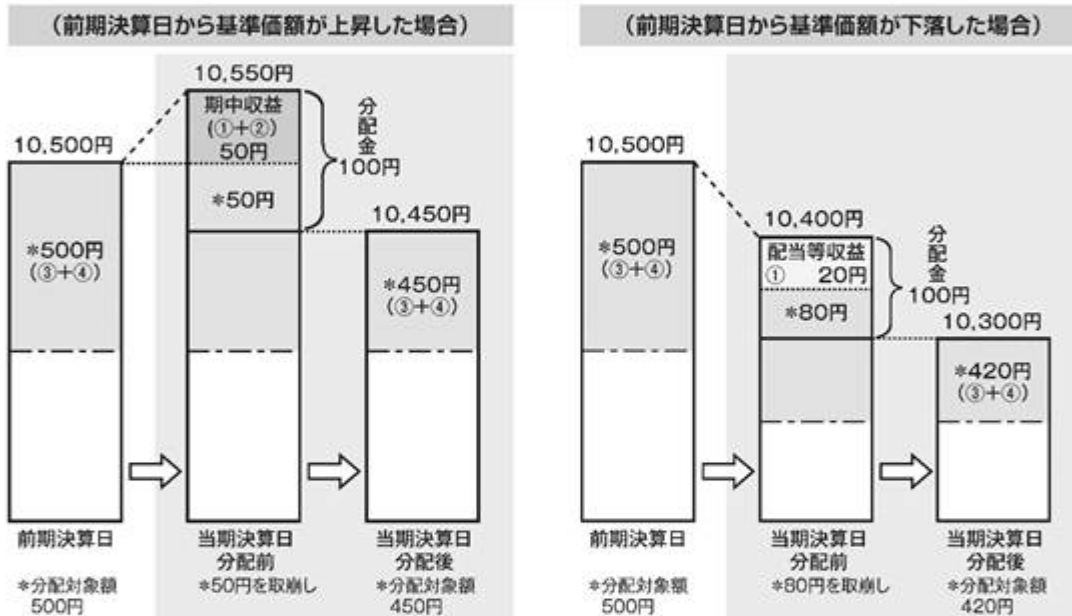 (前期決算日から基準価額が上昇した場合)
10,550円
期中収益
(①+②)
50円
*50円
分配金
100円
10,500円
*500円
(③+④)
10,450円
*450円
(③+④)
前期決算日
*分配対象額
500円
当期決算日
分配前
*50円を取崩し
当期決算日
分配後
*分配対象額
450円
(前期決算日から基準価額が下落した場合)
10,500円
*500円
(③+④)
10,400円
配当等収益
① 20円
*80円
分配金
100円
10,300円
*420円
(③+④)
前期決算日
*分配対象額
500円
当期決算日
分配前
*80円を取崩し
当期決算日
分配後
*分配対象額
420円